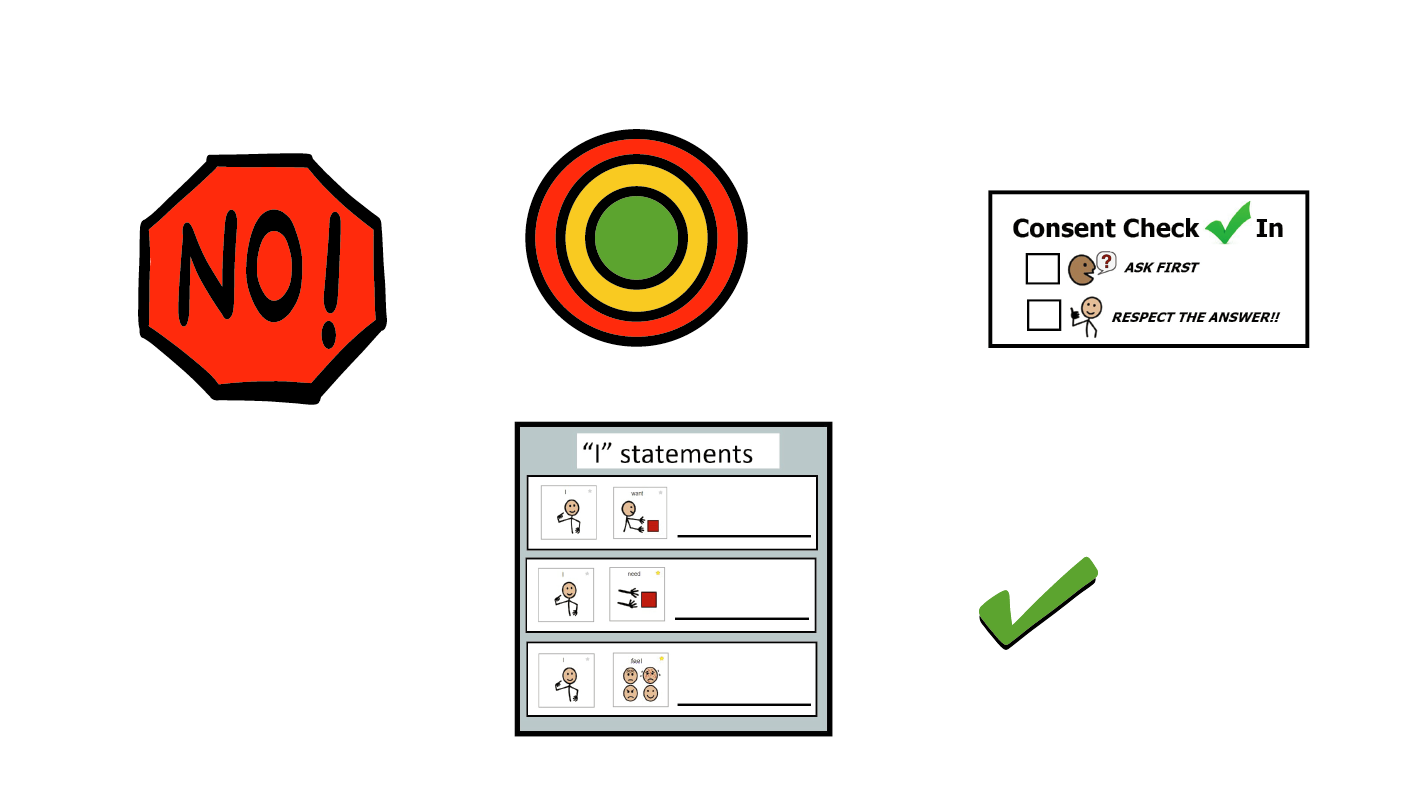 NO!
Consent Check In
? ASK FIRST
RESPECT THE ANSWER!!
“I” statements
I want
I need
I feel